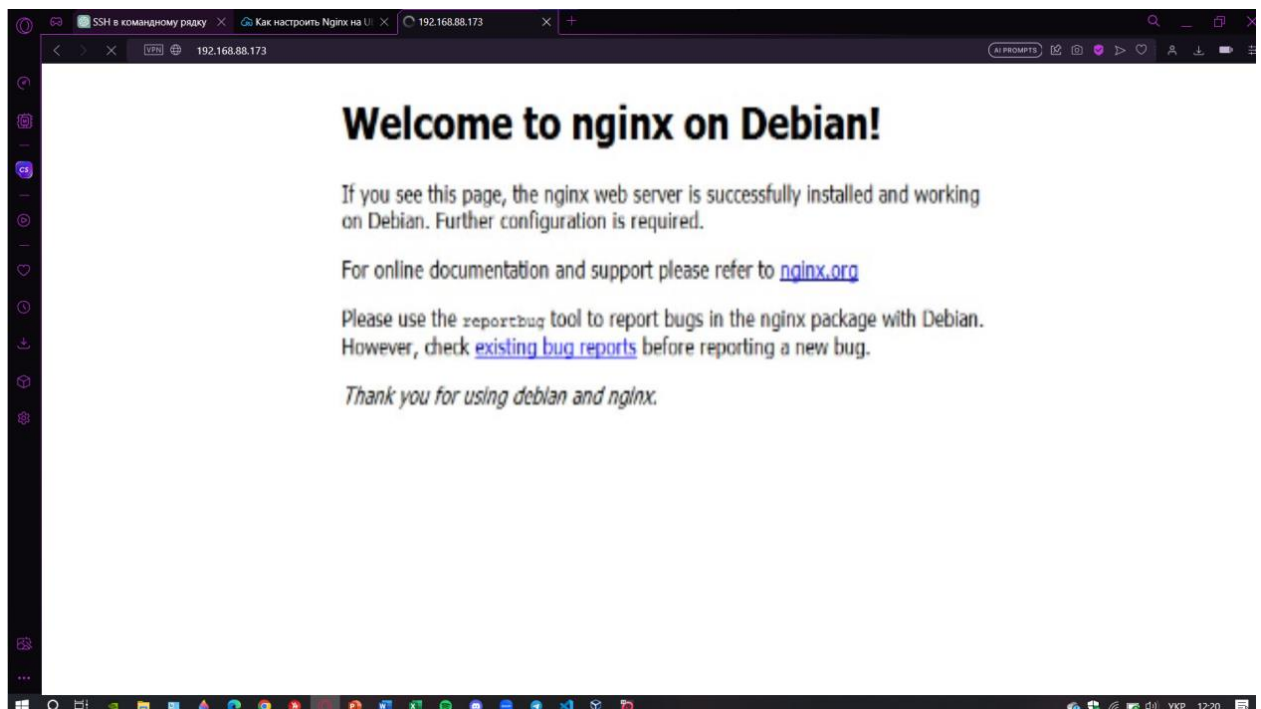 SSH в командному рядку
Как настроить Nginx на U
192.168.88.173
VPN
192.168.88.173
AI PROMPTS
CS
Welcome to nginx on Debian!
If you see this page, the nginx web server is successfully installed and working
on Debian. Further configuration is required.
For online documentation and support please refer to nginx.org
Please use the reportbug tool to report bugs in the nginx package with Debian.
However, check existing bug reports before reporting a new bug.
Thank you for using debian and nginx.
УКР 12:20